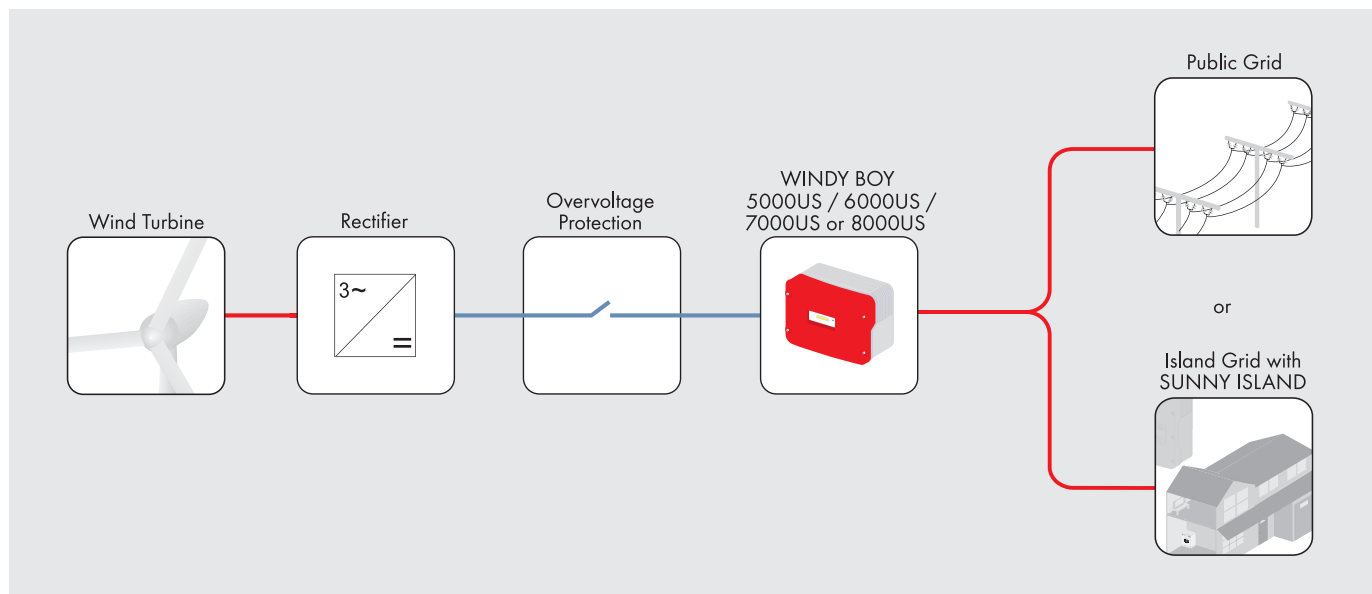 Wind Turbine
Rectifier
3~
=
Overvoltage
Protection
WINDY BOY
5000US / 6000US /
7000US or 8000US
Public Grid
or
Island Grid with
SUNNY ISLAND